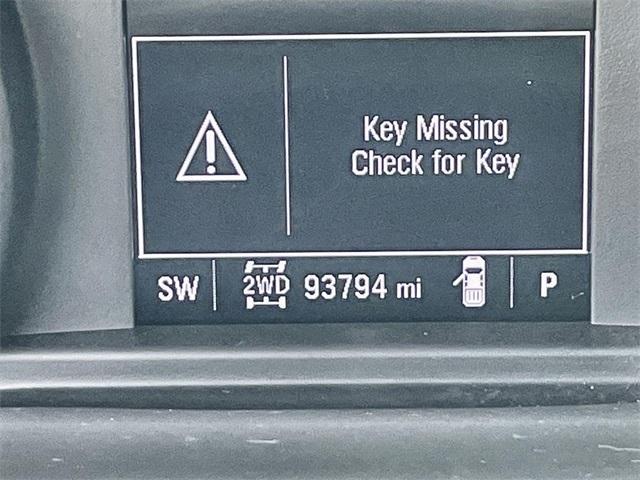 Key Missing
Check for Key
SW 2WD 93794 mi P